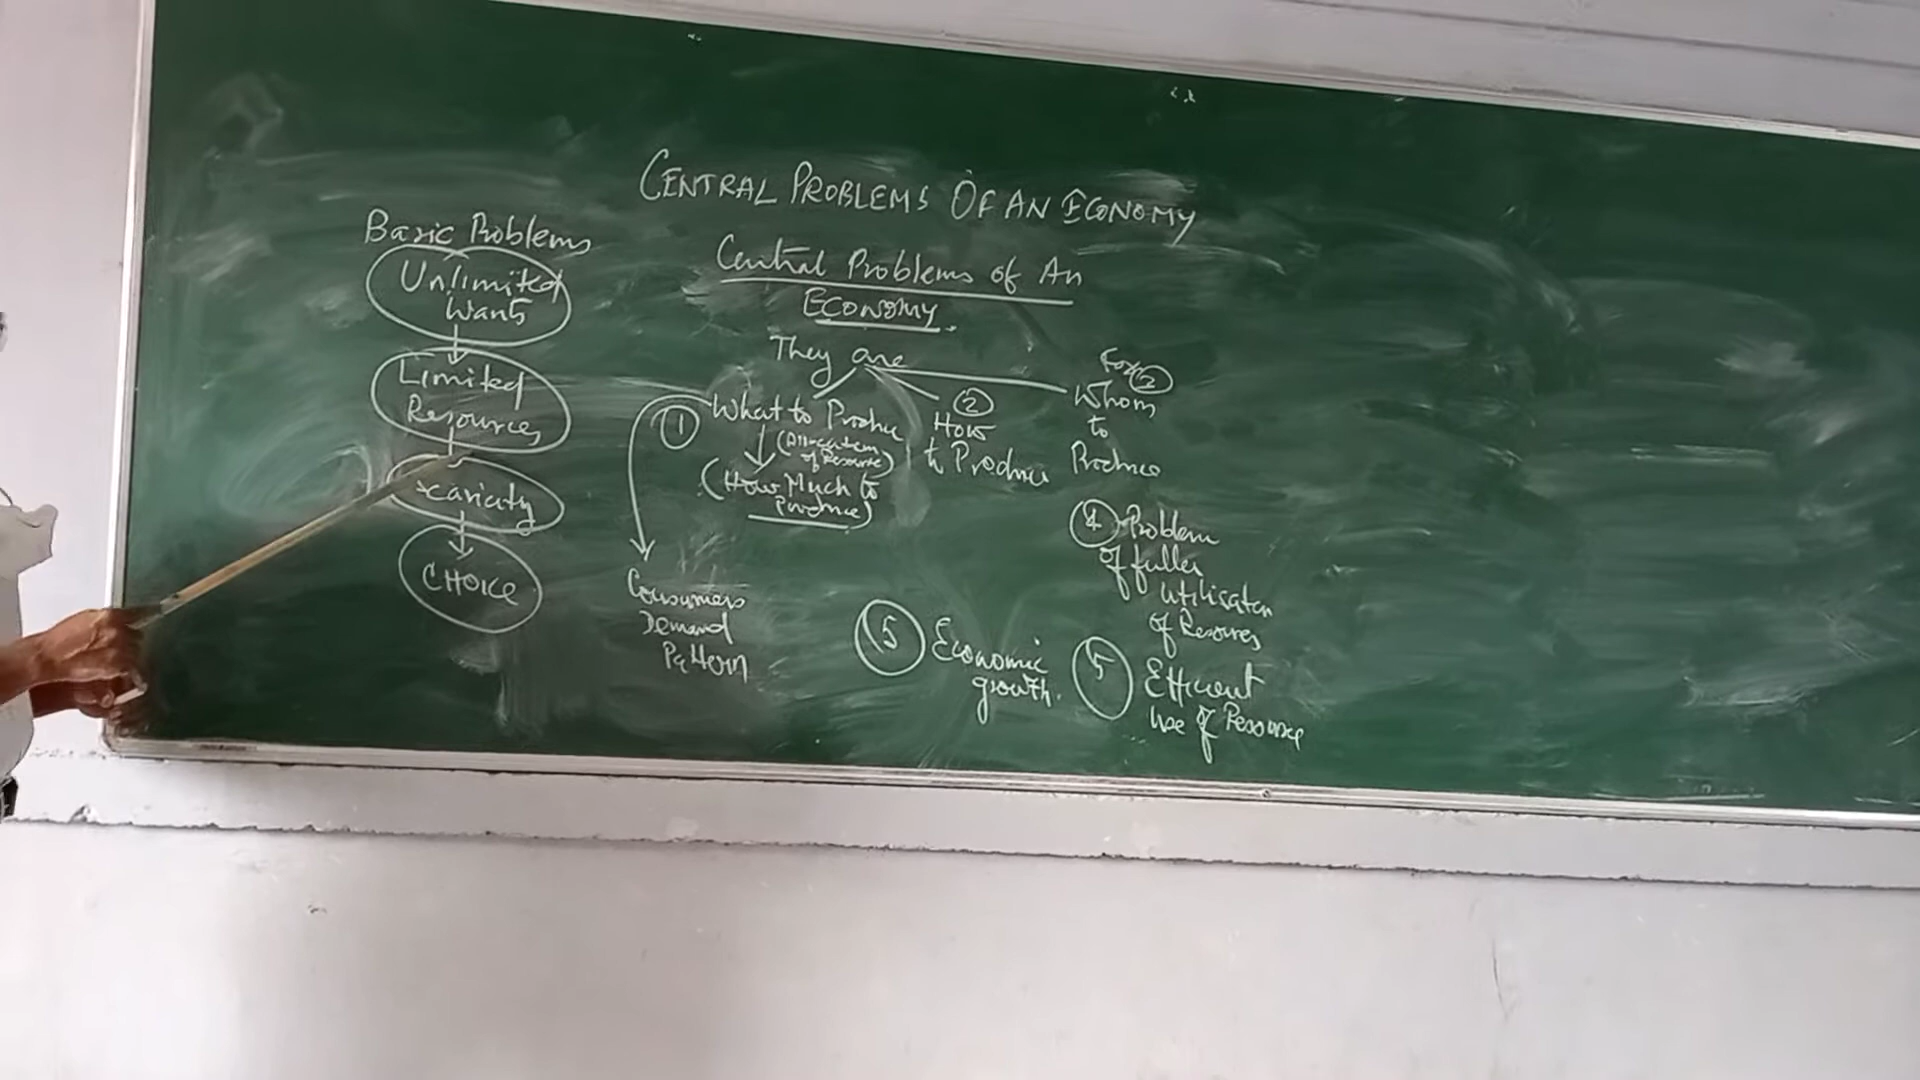 CENTRAL PROBLEMS OF AN ECONOMY
Basic Problems
Unlimited
Wants
Limited
Resources
Scaricity
CHOICE
Central Problems of An
ECONOMY.
They are
1 What to Produce
(Allocation
of Resource)
(How Much to
Produce)
Consumers
Demand
Pattern
2
How
to Produce
For
Whom
to
Produce
4 Problem
of fuller
utilisation
of Resources
5 Efficient
Use of Resource
5 Economic
growth.